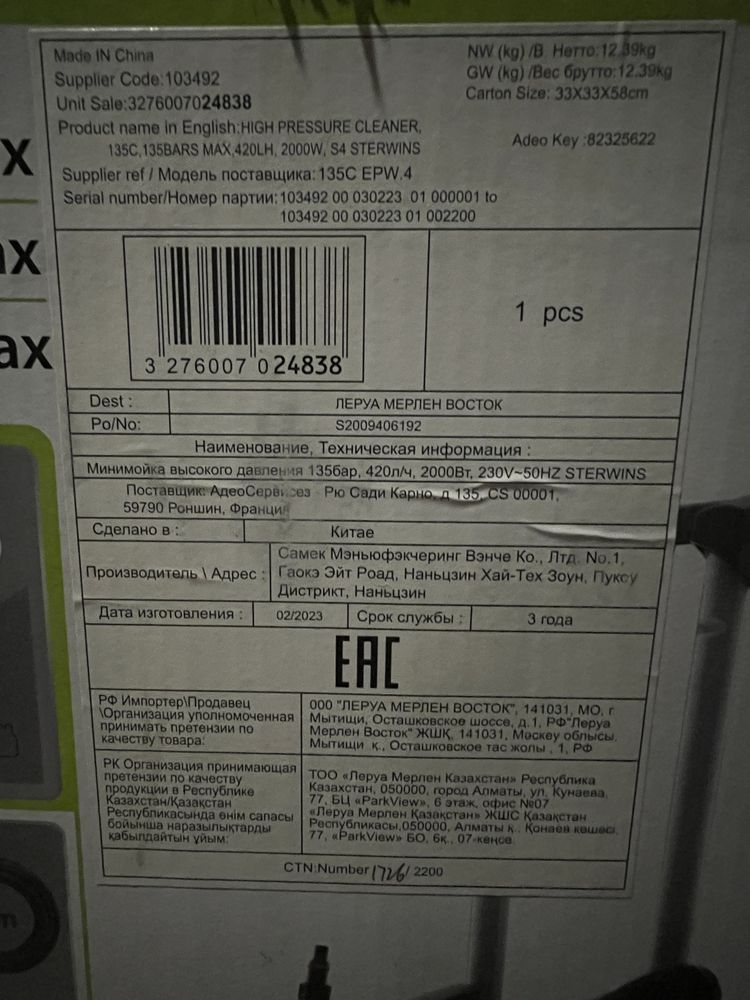 x
ax
ax
Made IN China
Supplier Code:103492
Unit Sale:3276007024838
Product name in English:HIGH PRESSURE CLEANER,
135C,135BARS MAX,420LH, 2000W, S4 STERWINS
Supplier ref / Модель поставщика:135C EPW.4
Serial number/Номер партии:103492 00 030223 01 000001 to
103492 00 030223 01 002200
NW (kg) /В. Нетто:12.39kg
GW (kg) /Вес брутто:12.39kg
Carton Size: 33X33X58cm
Adeo Key :82325622
3 276007 024838
1 pcs
Dest : ЛЕРУА МЕРЛЕН ВОСТОК
Po/No: S2009406192
Наименование, Техническая информация :
Минимойка высокого давления 135бар, 420л/ч, 2000Вт, 230V~50HZ STERWINS
Поставщик: АдеоСервисез - Рю Сади Карно, д 135, CS 00001,
59790 Роншин, Франция
Сделано в : Китае
Производитель \ Адрес : Самек Мэньюфэкчеринг Вэнче Ко., Лтд. No.1,
Гаокэ Эйт Роад, Наньцзин Хай-Тех Зоун, Пуксу
Дистрикт, Наньцзин
Дата изготовления : 02/2023 Срок службы : 3 года
EAC
РФ Импортер\Продавец
\Организация уполномоченная
принимать претензии по
качеству товара:
ООО "ЛЕРУА МЕРЛЕН ВОСТОК", 141031, МО, г.
Мытищи, Осташковское шоссе, д.1, РФ"Леруа
Мерлен Восток" ЖШҚ, 141031, Мәскеу облысы,
Мытищи қ., Осташковское тас жолы , 1, РФ
РК Организация принимающая
претензии по качеству
продукции в Республике
Казахстан/Қазақстан
Республикасында өнім сапасы
бойынша наразылықтарды
қабылдайтын ұйым:
ТОО «Леруа Мерлен Казахстан» Республика
Казахстан, 050000, город Алматы, ул. Кунаева,
77, БЦ «ParkView», 6 этаж, офис №07
«Леруа Мерлен Қазақстан» ЖШС Қазақстан
Республикасы,050000, Алматы қ., Қонаев көшесі,
77, «ParkView» БО, 6қ., 07-кеңсе
CTN:Number 1726/ 2200
m